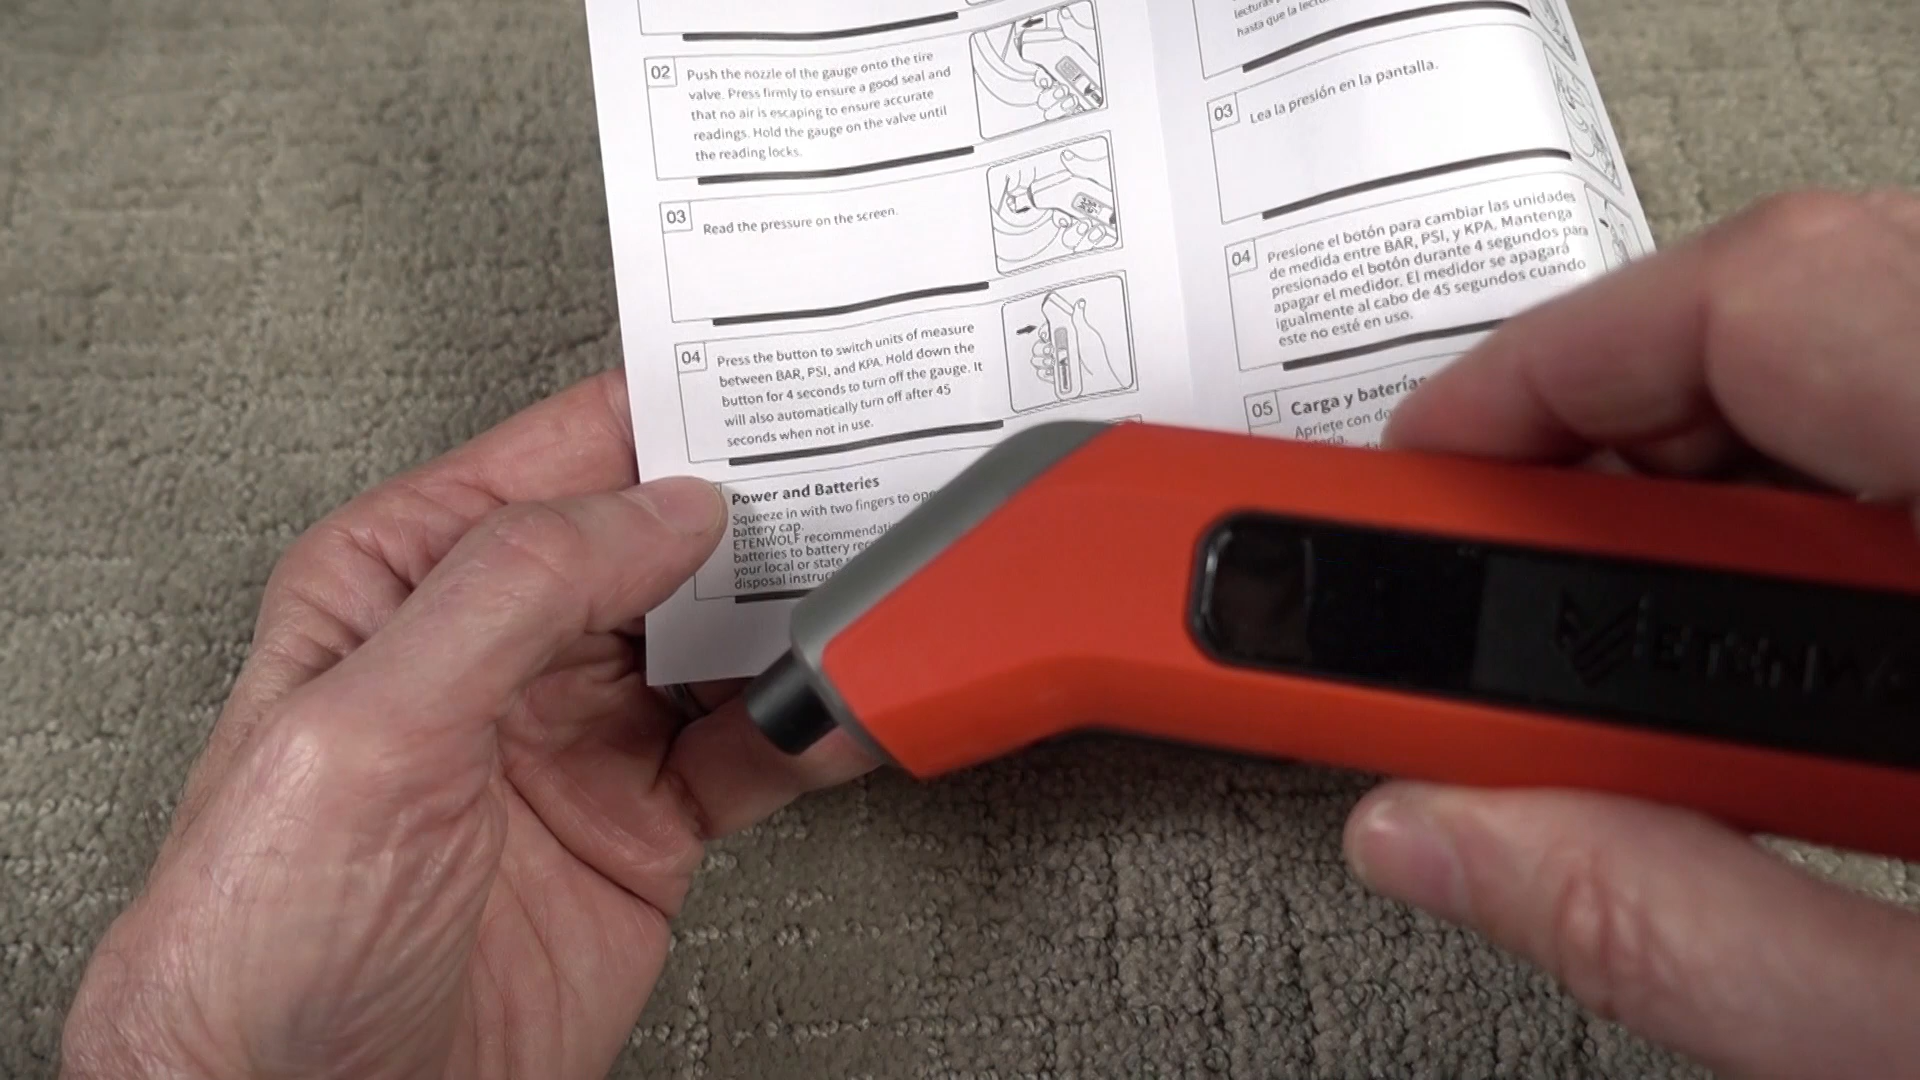 02
Push the nozzle of the gauge onto the tire
valve. Press firmly to ensure a good seal and
that no air is escaping to ensure accurate
readings. Hold the gauge on the valve until
the reading locks.
03
Read the pressure on the screen.
04
Press the button to switch units of measure
between BAR, PSI, and KPA. Hold down the
button for 4 seconds to turn off the gauge. It
will also automatically turn off after 45
seconds when not in use.
Power and Batteries
Squeeze in with two fingers to
battery cap.
ETENWOLF
batteries to battery
your local or state
disposal
hasta que la
03
Lea la presión en la pantalla.
04
Presione el botón para cambiar las unidades
de medida entre BAR, PSI, y KPA. Mantenga
presionado el botón durante 4 segundos para
apagar el medidor. El medidor se apagará
igualmente al cabo de 45 segundos cuando
este no esté en uso.
05
Carga y baterías
Apriete con